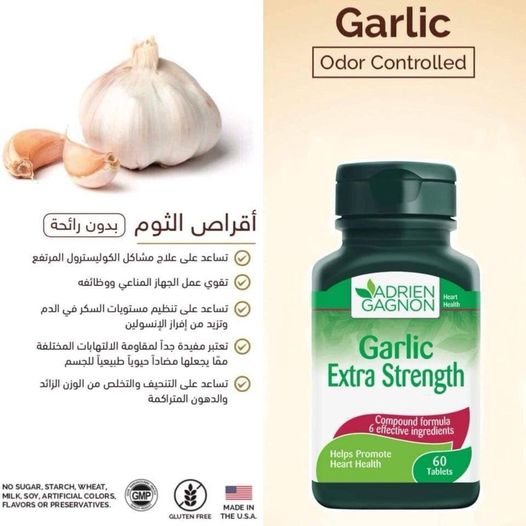 أقراص الثوم بدون رائحة
تساعد على علاج مشاكل الكوليسترول المرتفع
تقوي عمل الجهاز المناعي ووظائفه
تساعد على تنظيم مستويات السكر في الدم
وتزيد من إفراز الإنسولين
تعتبر مفيدة جداً لمقاومة الالتهابات المختلفة
ممّا يجعلها مضاداً حيوياً طبيعياً للجسم
تساعد على التنحيف والتخلص من الوزن الزائد
والدهون المتراكمة
NO SUGAR, STARCH, WHEAT,
MILK, SOY, ARTIFICIAL COLORS,
FLAVORS OR PRESERVATIVES.
GMP
GLUTEN FREE
MADE IN
THE U.S.A.
Garlic
Odor Controlled
ADRIEN
GAGNON
Heart
Health
Garlic
Extra Strength
Compound formula
6 effective ingredients
Helps Promote
Heart Health
60
Tablets